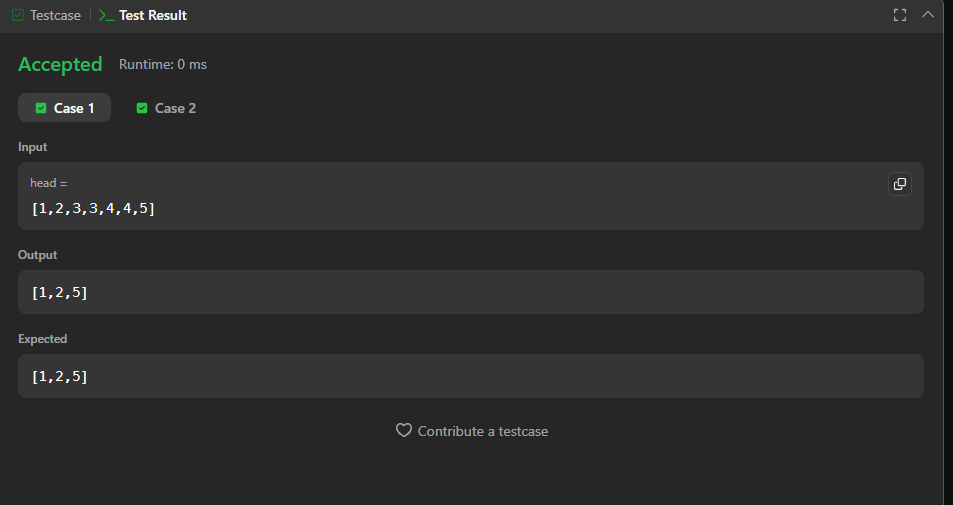 Testcase | >_ Test Result
Accepted Runtime: 0 ms
Case 1 Case 2
Input
head =
[1,2,3,3,4,4,5]
Output
[1,2,5]
Expected
[1,2,5]
Contribute a testcase